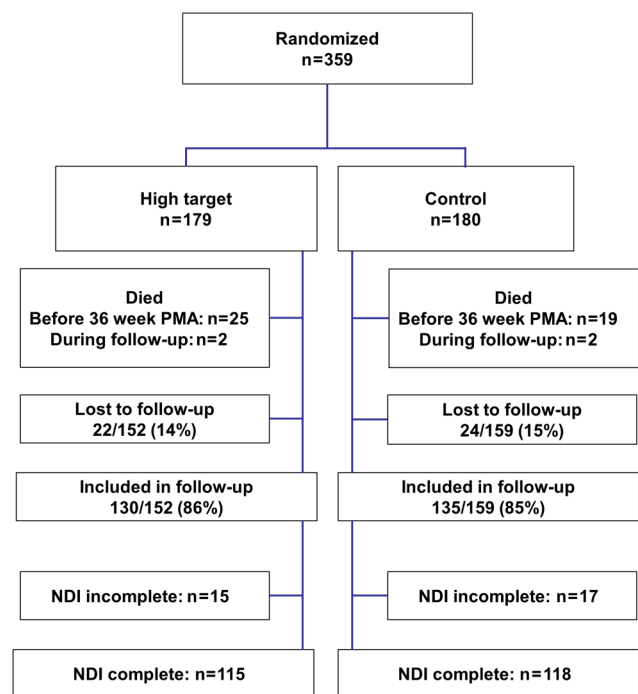 Randomized
n=359
High target
n=179
Control
n=180
Died
Before 36 week PMA: n=25
During follow-up: n=2
Died
Before 36 week PMA: n=19
During follow-up: n=2
Lost to follow-up
22/152 (14%)
Lost to follow-up
24/159 (15%)
Included in follow-up
130/152 (86%)
Included in follow-up
135/159 (85%)
NDI incomplete: n=15
NDI incomplete: n=17
NDI complete: n=115
NDI complete: n=118